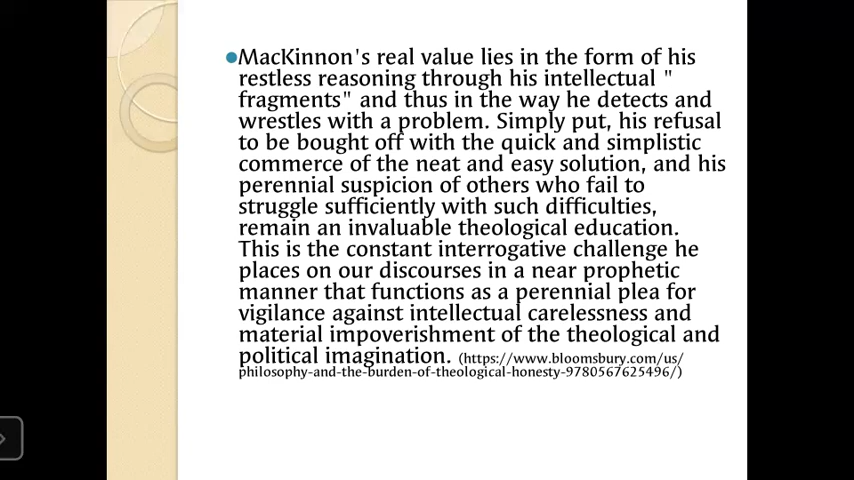 MacKinnon's real value lies in the form of his
restless reasoning through his intellectual "
fragments" and thus in the way he detects and
wrestles with a problem. Simply put, his refusal
to be bought off with the quick and simplistic
commerce of the neat and easy solution, and his
perennial suspicion of others who fail to
struggle sufficiently with such difficulties,
remain an invaluable theological education.
This is the constant interrogative challenge he
places on our discourses in a near prophetic
manner that functions as a perennial plea for
vigilance against intellectual carelessness and
material impoverishment of the theological and
political imagination. (https://www.bloomsbury.com/us/
philosophy-and-the-burden-of-theological-honesty-9780567625496/)